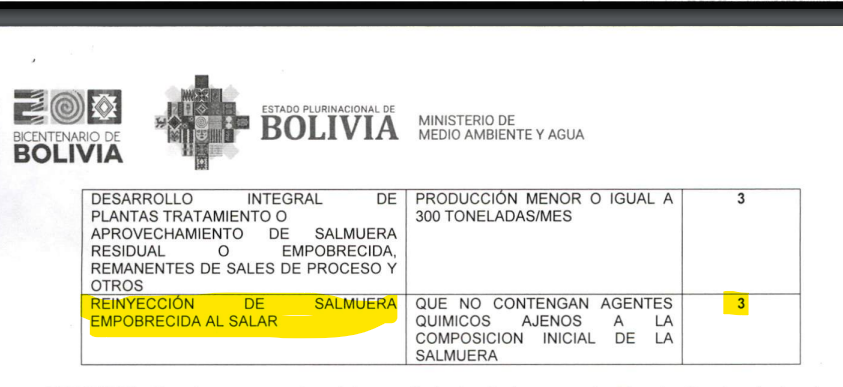 BICENTENARIO DE
BOLIVIA
ESTADO PLURINACIONAL DE
BOLIVIA
MINISTERIO DE
MEDIO AMBIENTE Y AGUA
DESARROLLO INTEGRAL DE
PLANTAS TRATAMIENTO O
APROVECHAMIENTO DE SALMUERA
RESIDUAL O EMPOBRECIDA,
REMANENTES DE SALES DE PROCESO Y
OTROS
PRODUCCIÓN MENOR O IGUAL A
300 TONELADAS/MES
3
REINYECCIÓN DE SALMUERA
EMPOBRECIDA AL SALAR
QUE NO CONTENGAN AGENTES
QUIMICOS AJENOS A LA
COMPOSICION INICIAL DE LA
SALMUERA
3